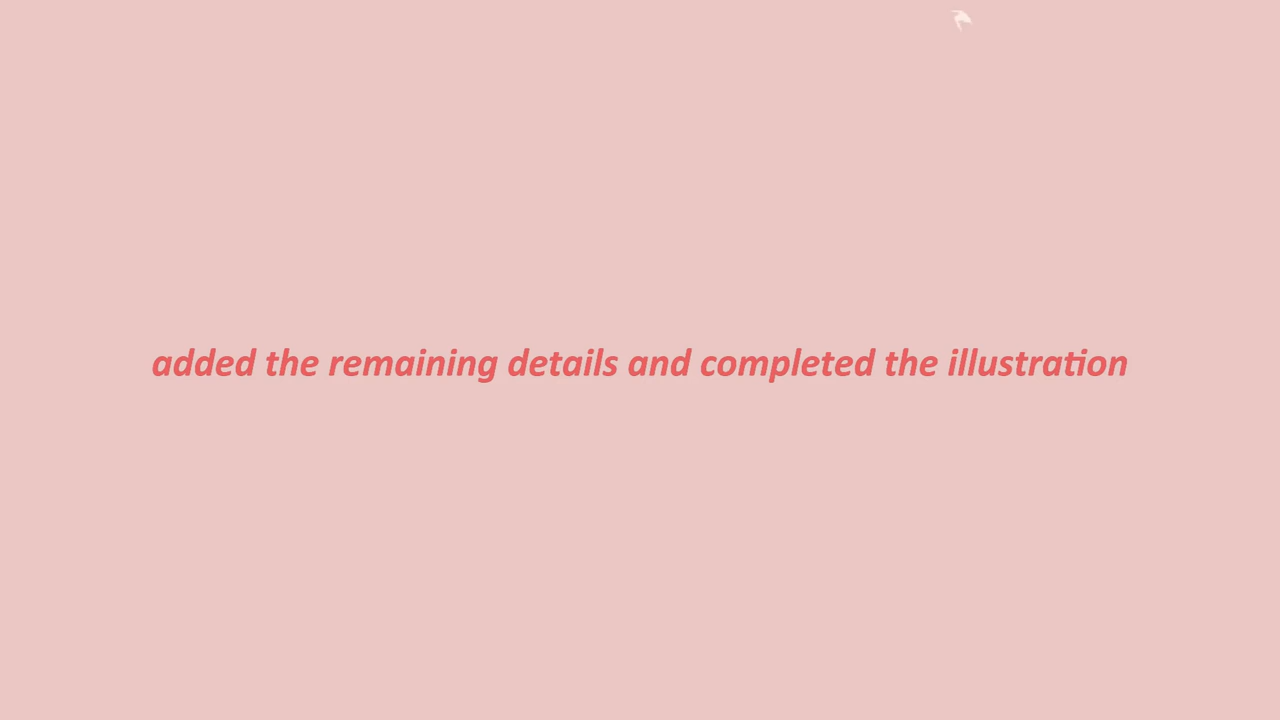 added the remaining details and completed the illustration